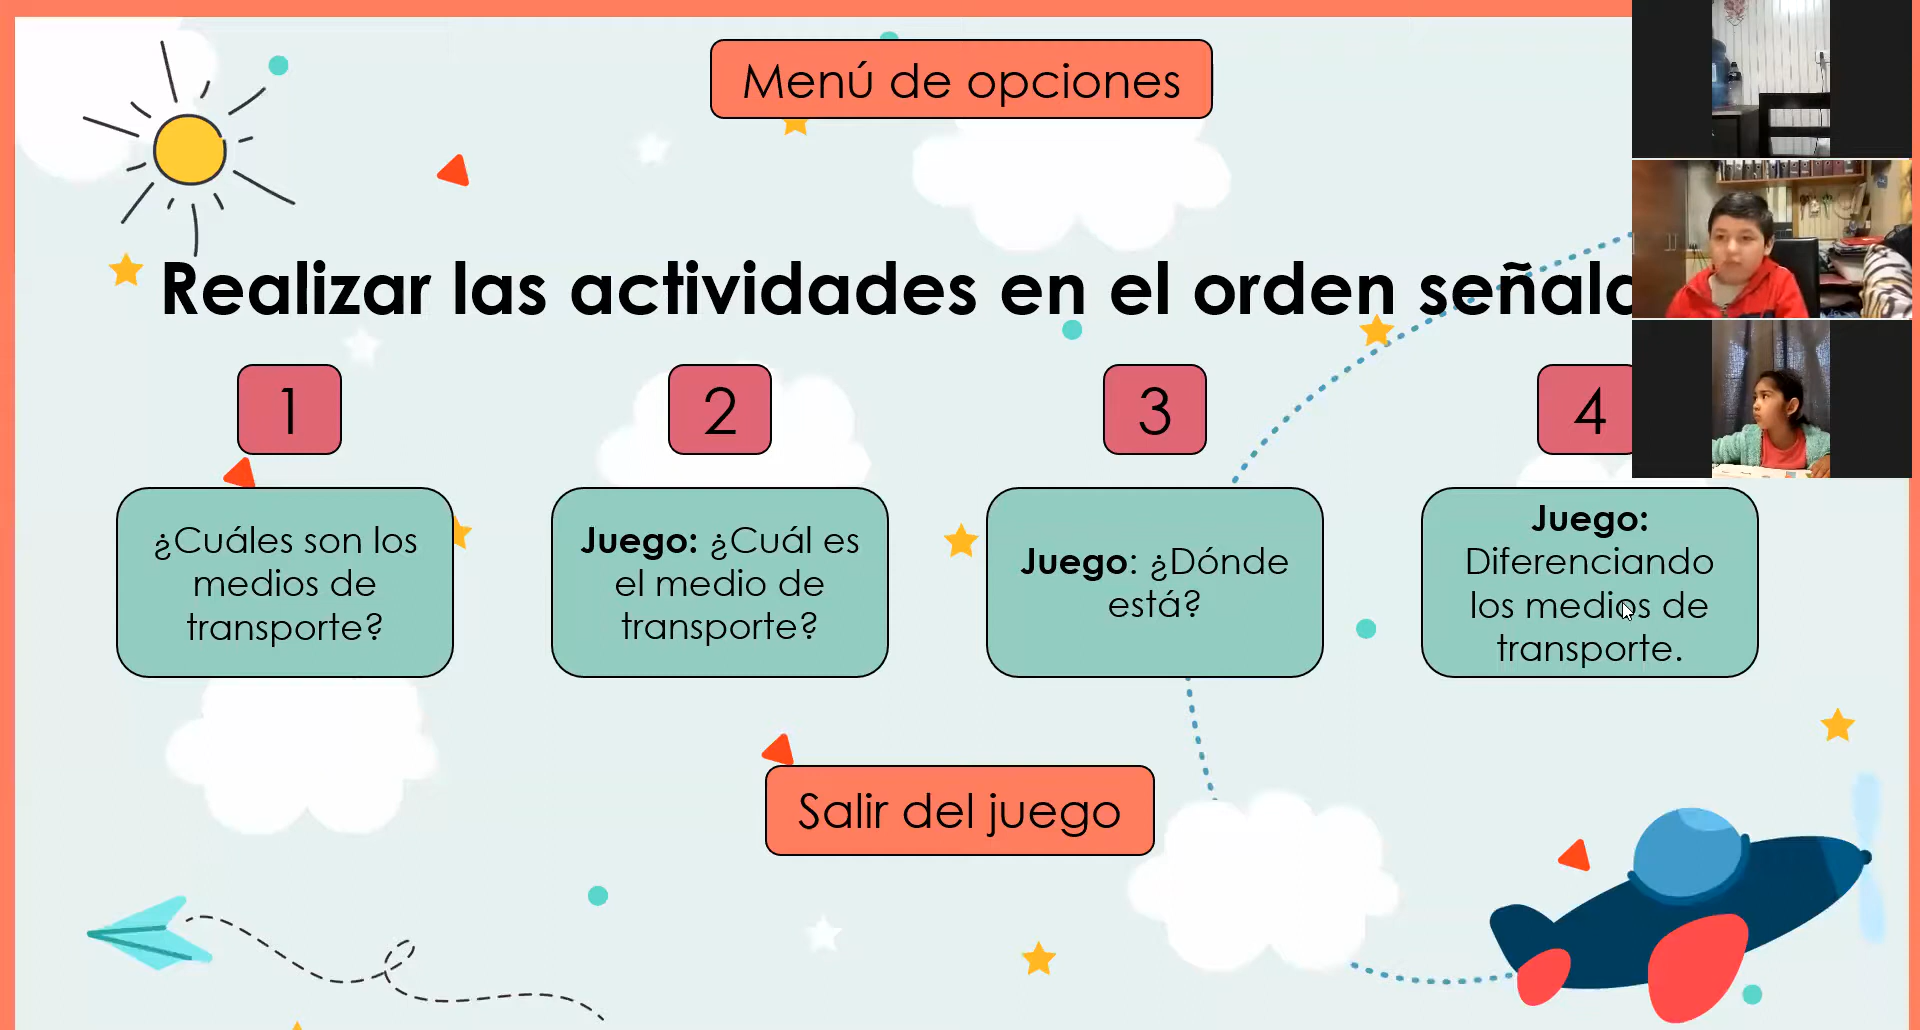 Menú de opciones
Realizar las actividades en el orden
1
2
3
4
¿Cuáles son los
medios de
transporte?
Juego: ¿Cuál es
el medio de
transporte?
Juego: ¿Dónde
está?
Juego:
Diferenciando
los medios de
transporte.
Salir del juego